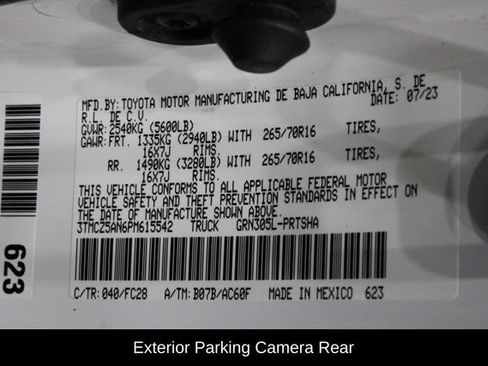 MFD.BY:TOYOTA MOTOR MANUFACTURING DE BAJA CALIFORNIA, S. DE
R.L. DE C.V. DATE: 07/23
GVWR: 2540KG (5600LB)
GAWR:FRT. 1335KG (2940LB) WITH 265/70R16 TIRES,
16X7J RIMS.
RR. 1490KG (3280LB) WITH 265/70R16 TIRES,
16X7J RIMS.
THIS VEHICLE CONFORMS TO ALL APPLICABLE FEDERAL MOTOR
VEHICLE SAFETY AND THEFT PREVENTION STANDARDS IN EFFECT ON
THE DATE OF MANUFACTURE SHOWN ABOVE.
3TMCZ5AN6PM615542 TRUCK GRN305L-PRTSHA
C/TR: 040/FC28 A/TM: B07B/AC60F MADE IN MEXICO 623
623
Exterior Parking Camera Rear